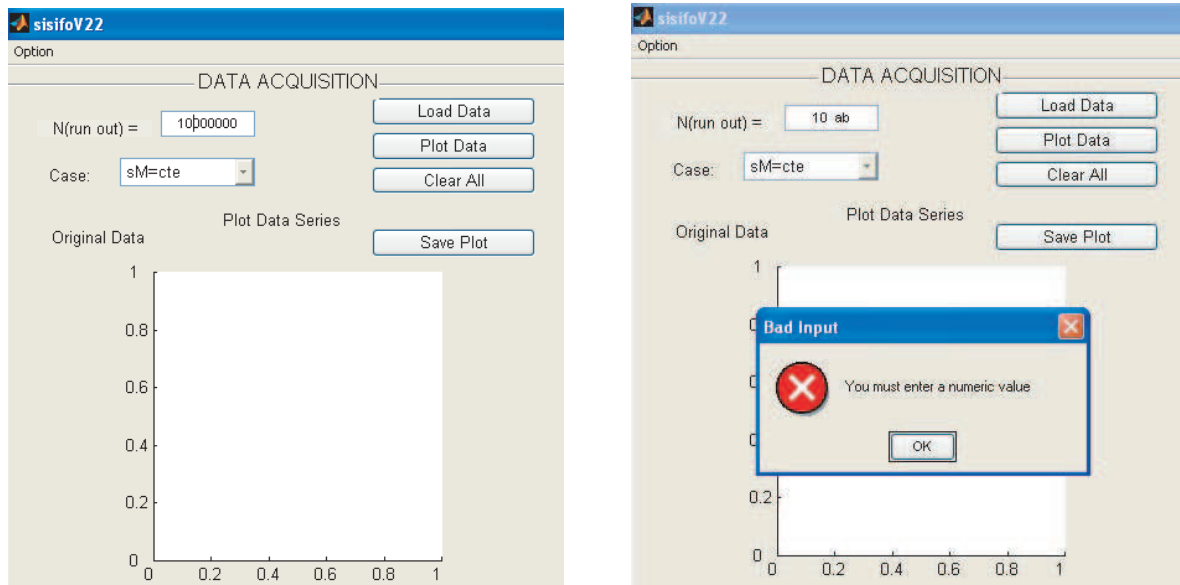 sisifoV22
Option
DATA ACQUISITION
N(run out) = 10000000
Load Data
Plot Data
Case: sM=cte
Clear All
Plot Data Series
Original Data
Save Plot
1
0.8
0.6
0.4
0.2
0
0 0.2 0.4 0.6 0.8 1
sisifoV22
Option
DATA ACQUISITION
N(run out) = 10 ab
Load Data
Plot Data
Case: sM=cte
Clear All
Plot Data Series
Original Data
Save Plot
1
Bad Input
You must enter a numeric value
OK
0.2
0
0 0.2 0.4 0.6 0.8 1